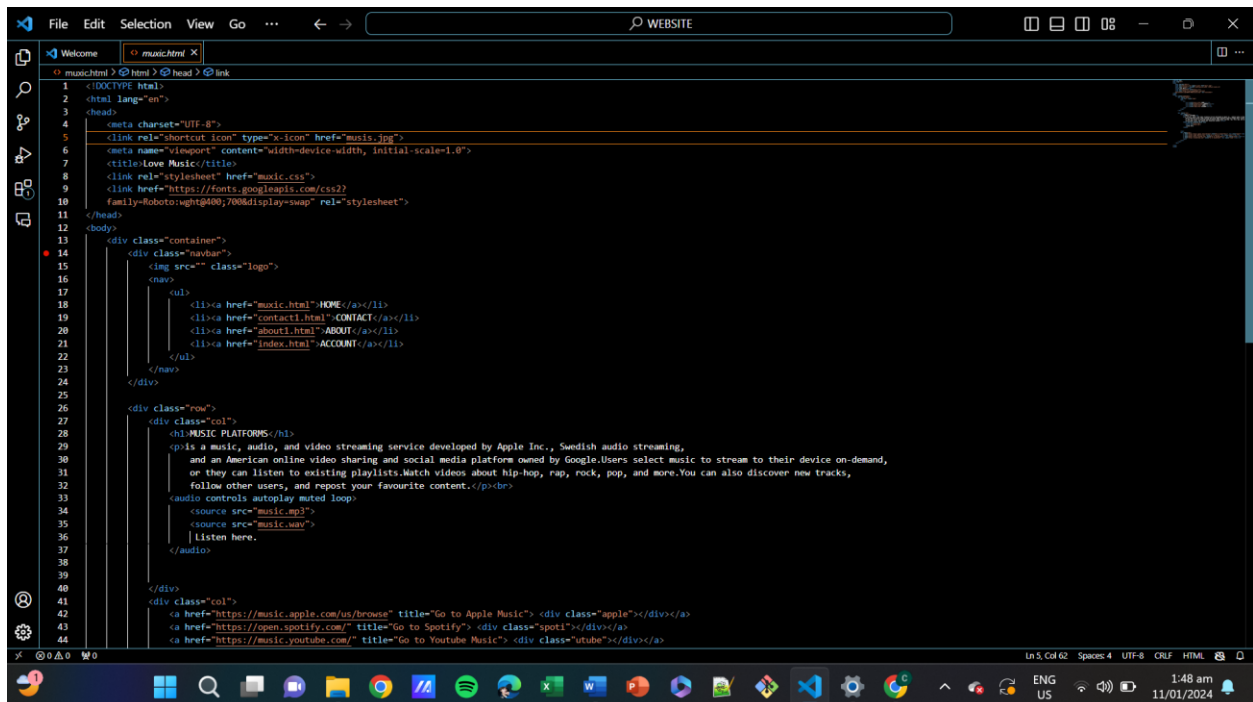 File Edit Selection View Go ··· WEBSITE
Welcome muxic.html
muxic.html > html > head > link
1 <!DOCTYPE html>
2 <html lang="en">
3 <head>
4 <meta charset="UTF-8">
5 <link rel="shortcut icon" type="x-icon" href="musis.jpg">
6 <meta name="viewport" content="width=device-width, initial-scale=1.0">
7 <title>Love Music</title>
8 <link rel="stylesheet" href="muxic.css">
9 <link href="https://fonts.googleapis.com/css2?
10 family=Roboto:wght@400;700&display=swap" rel="stylesheet">
11 </head>
12 <body>
13 <div class="container">
14 <div class="navbar">
15 <img src="" class="logo">
16 <nav>
17 <ul>
18 <li><a href="muxic.html">HOME</a></li>
19 <li><a href="contact1.html">CONTACT</a></li>
20 <li><a href="about1.html">ABOUT</a></li>
21 <li><a href="index.html">ACCOUNT</a></li>
22 </ul>
23 </nav>
24 </div>
25
26 <div class="row">
27 <div class="col">
28 <h1>MUSIC PLATFORMS</h1>
29 <p>is a music, audio, and video streaming service developed by Apple Inc., Swedish audio streaming,
30 and an American online video sharing and social media platform owned by Google.Users select music to stream to their device on-demand,
31 or they can listen to existing playlists.Watch videos about hip-hop, rap, rock, pop, and more.You can also discover new tracks,
32 follow other users, and repost your favourite content.</p><br>
33 <audio controls autoplay muted loop>
34 <source src="music.mp3">
35 <source src="music.wav">
36 Listen here.
37 </audio>
38
39
40 </div>
41 <div class="col">
42 <a href="https://music.apple.com/us/browse" title="Go to Apple Music"> <div class="apple"></div></a>
43 <a href="https://open.spotify.com/" title="Go to Spotify"> <div class="spoti"></div></a>
44 <a href="https://music.youtube.com/" title="Go to Youtube Music"> <div class="utube"></div></a>
0 0 0 Ln 5, Col 62 Spaces: 4 UTF-8 CRLF HTML
1 ENG 1:48 am
US 11/01/2024